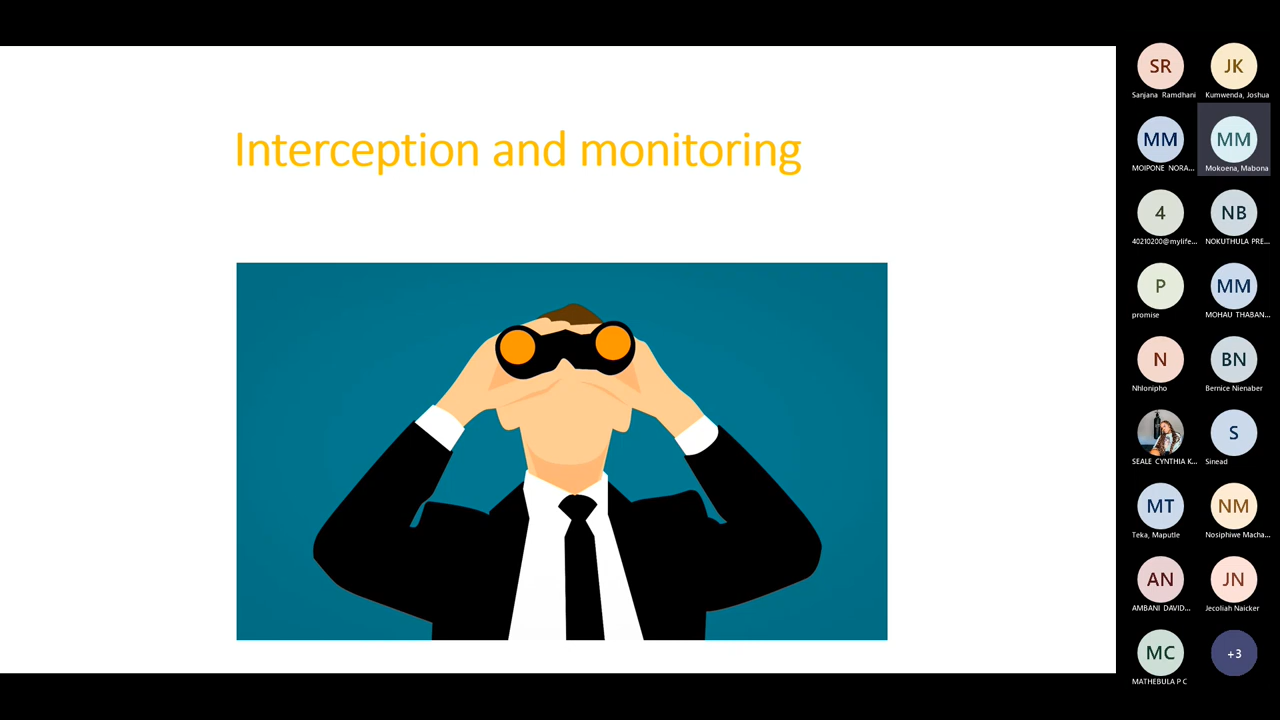 Interception and monitoring
SR
Sanjana Ramdhani
JK
Kumwenda, Joshua
MM
MOIPONE NORA...
MM
Mokoena, Mabona
4
40210200@mylife...
NB
NOKUTHULA PRE...
P
promise
MM
MOHAU THABAN...
N
Nhlonipho
BN
Bernice Nienaber
SEALE CYNTHIA K...
S
Sinead
MT
Teka, Maputle
NM
Nosiphiwe Macha...
AN
AMBANI DAVID...
JN
Jecoliah Naicker
MC
MATHEBULA P C
+3